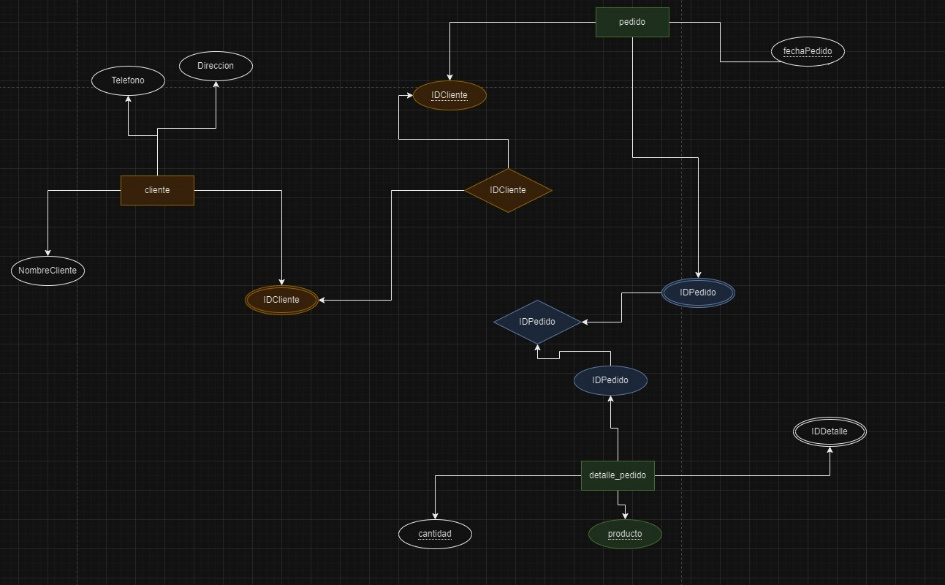 pedido
fechaPedido
Direccion
Telefono
IDCliente
cliente
IDCliente
NombreCliente
IDCliente
IDPedido
IDPedido
IDPedido
IDDetalle
detalle_pedido
cantidad
producto